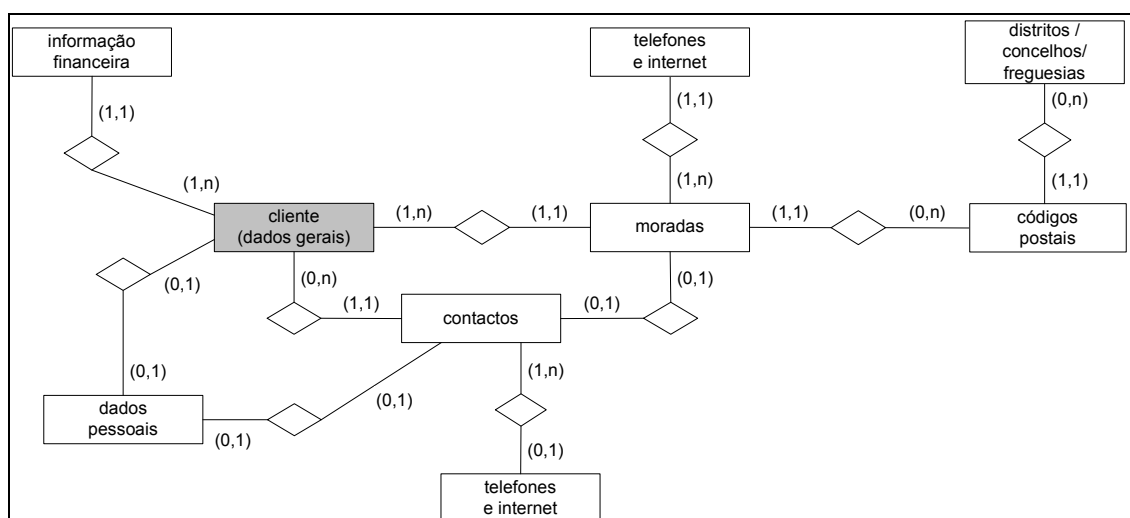 informação
financeira
telefones
e internet
distritos /
concelhos/
freguesias
(1,1)
(1,1)
(0,n)
(1,n)
(1,n)
(1,1)
cliente
(dados gerais)
(1,n)
(1,1)
moradas
(1,1)
(0,n)
códigos
postais
(0,1)
(0,n)
(0,1)
(1,1)
contactos
(0,1)
(0,1)
(0,1)
(1,n)
dados
pessoais
(0,1)
(0,1)
telefones
e internet